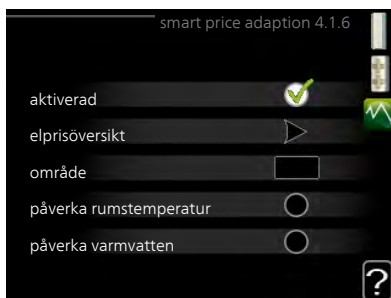 smart price adaption 4.1.6
aktiverad
elprisöversikt
område
påverka rumstemperatur
påverka varmvatten
?